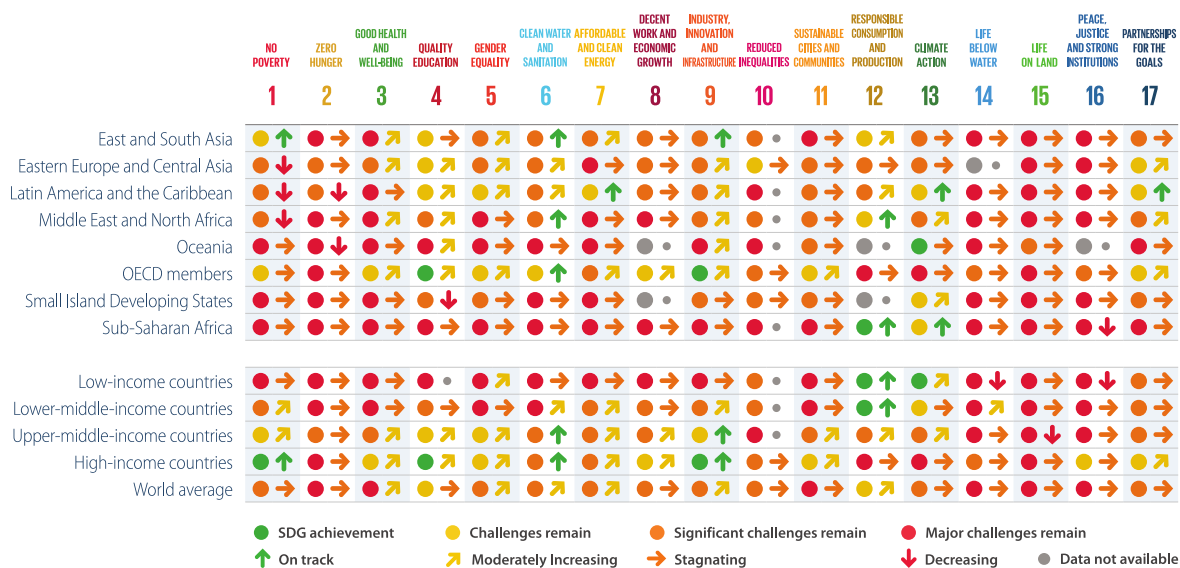 NO
POVERTY
ZERO
HUNGER
GOOD HEALTH
AND
WELL-BEING
QUALITY
EDUCATION
GENDER
EQUALITY
CLEAN WATER
AND
SANITATION
AFFORDABLE
AND CLEAN
ENERGY
DECENT
WORK AND
ECONOMIC
GROWTH
INDUSTRY,
INNOVATION
AND
INFRASTRUCTURE
REDUCED
INEQUALITIES
SUSTAINABLE
CITIES AND
COMMUNITIES
RESPONSIBLE
CONSUMPTION
AND
PRODUCTION
CLIMATE
ACTION
LIFE
BELOW
WATER
LIFE
ON LAND
PEACE,
JUSTICE
AND STRONG
INSTITUTIONS
PARTNERSHIPS
FOR THE
GOALS
1 2 3 4 5 6 7 8 9 10 11 12 13 14 15 16 17
East and South Asia
Eastern Europe and Central Asia
Latin America and the Caribbean
Middle East and North Africa
Oceania
OECD members
Small Island Developing States
Sub-Saharan Africa
Low-income countries
Lower-middle-income countries
Upper-middle-income countries
High-income countries
World average
SDG achievement Challenges remain Significant challenges remain Major challenges remain
On track Moderately Increasing Stagnating Decreasing Data not available